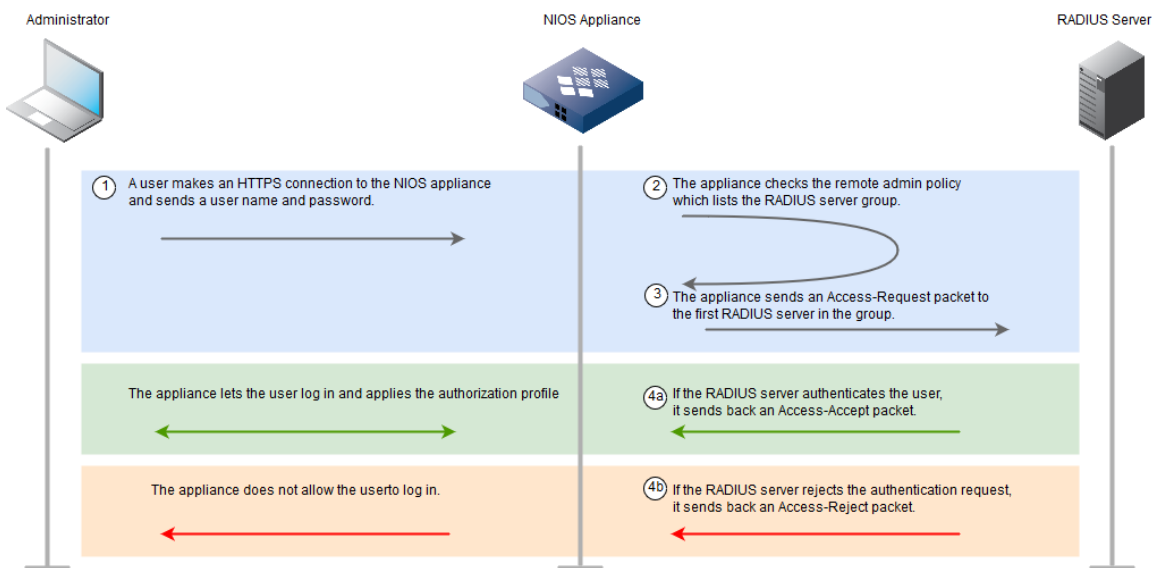 Administrator
NIOS Appliance
RADIUS Server
1
A user makes an HTTPS connection to the NIOS appliance
and sends a user name and password.
2
The appliance checks the remote admin policy
which lists the RADIUS server group.
3
The appliance sends an Access-Request packet to
the first RADIUS server in the group.
The appliance lets the user log in and applies the authorization profile
4a
If the RADIUS server authenticates the user,
it sends back an Access-Accept packet.
The appliance does not allow the userto log in.
4b
If the RADIUS server rejects the authentication request,
it sends back an Access-Reject packet.